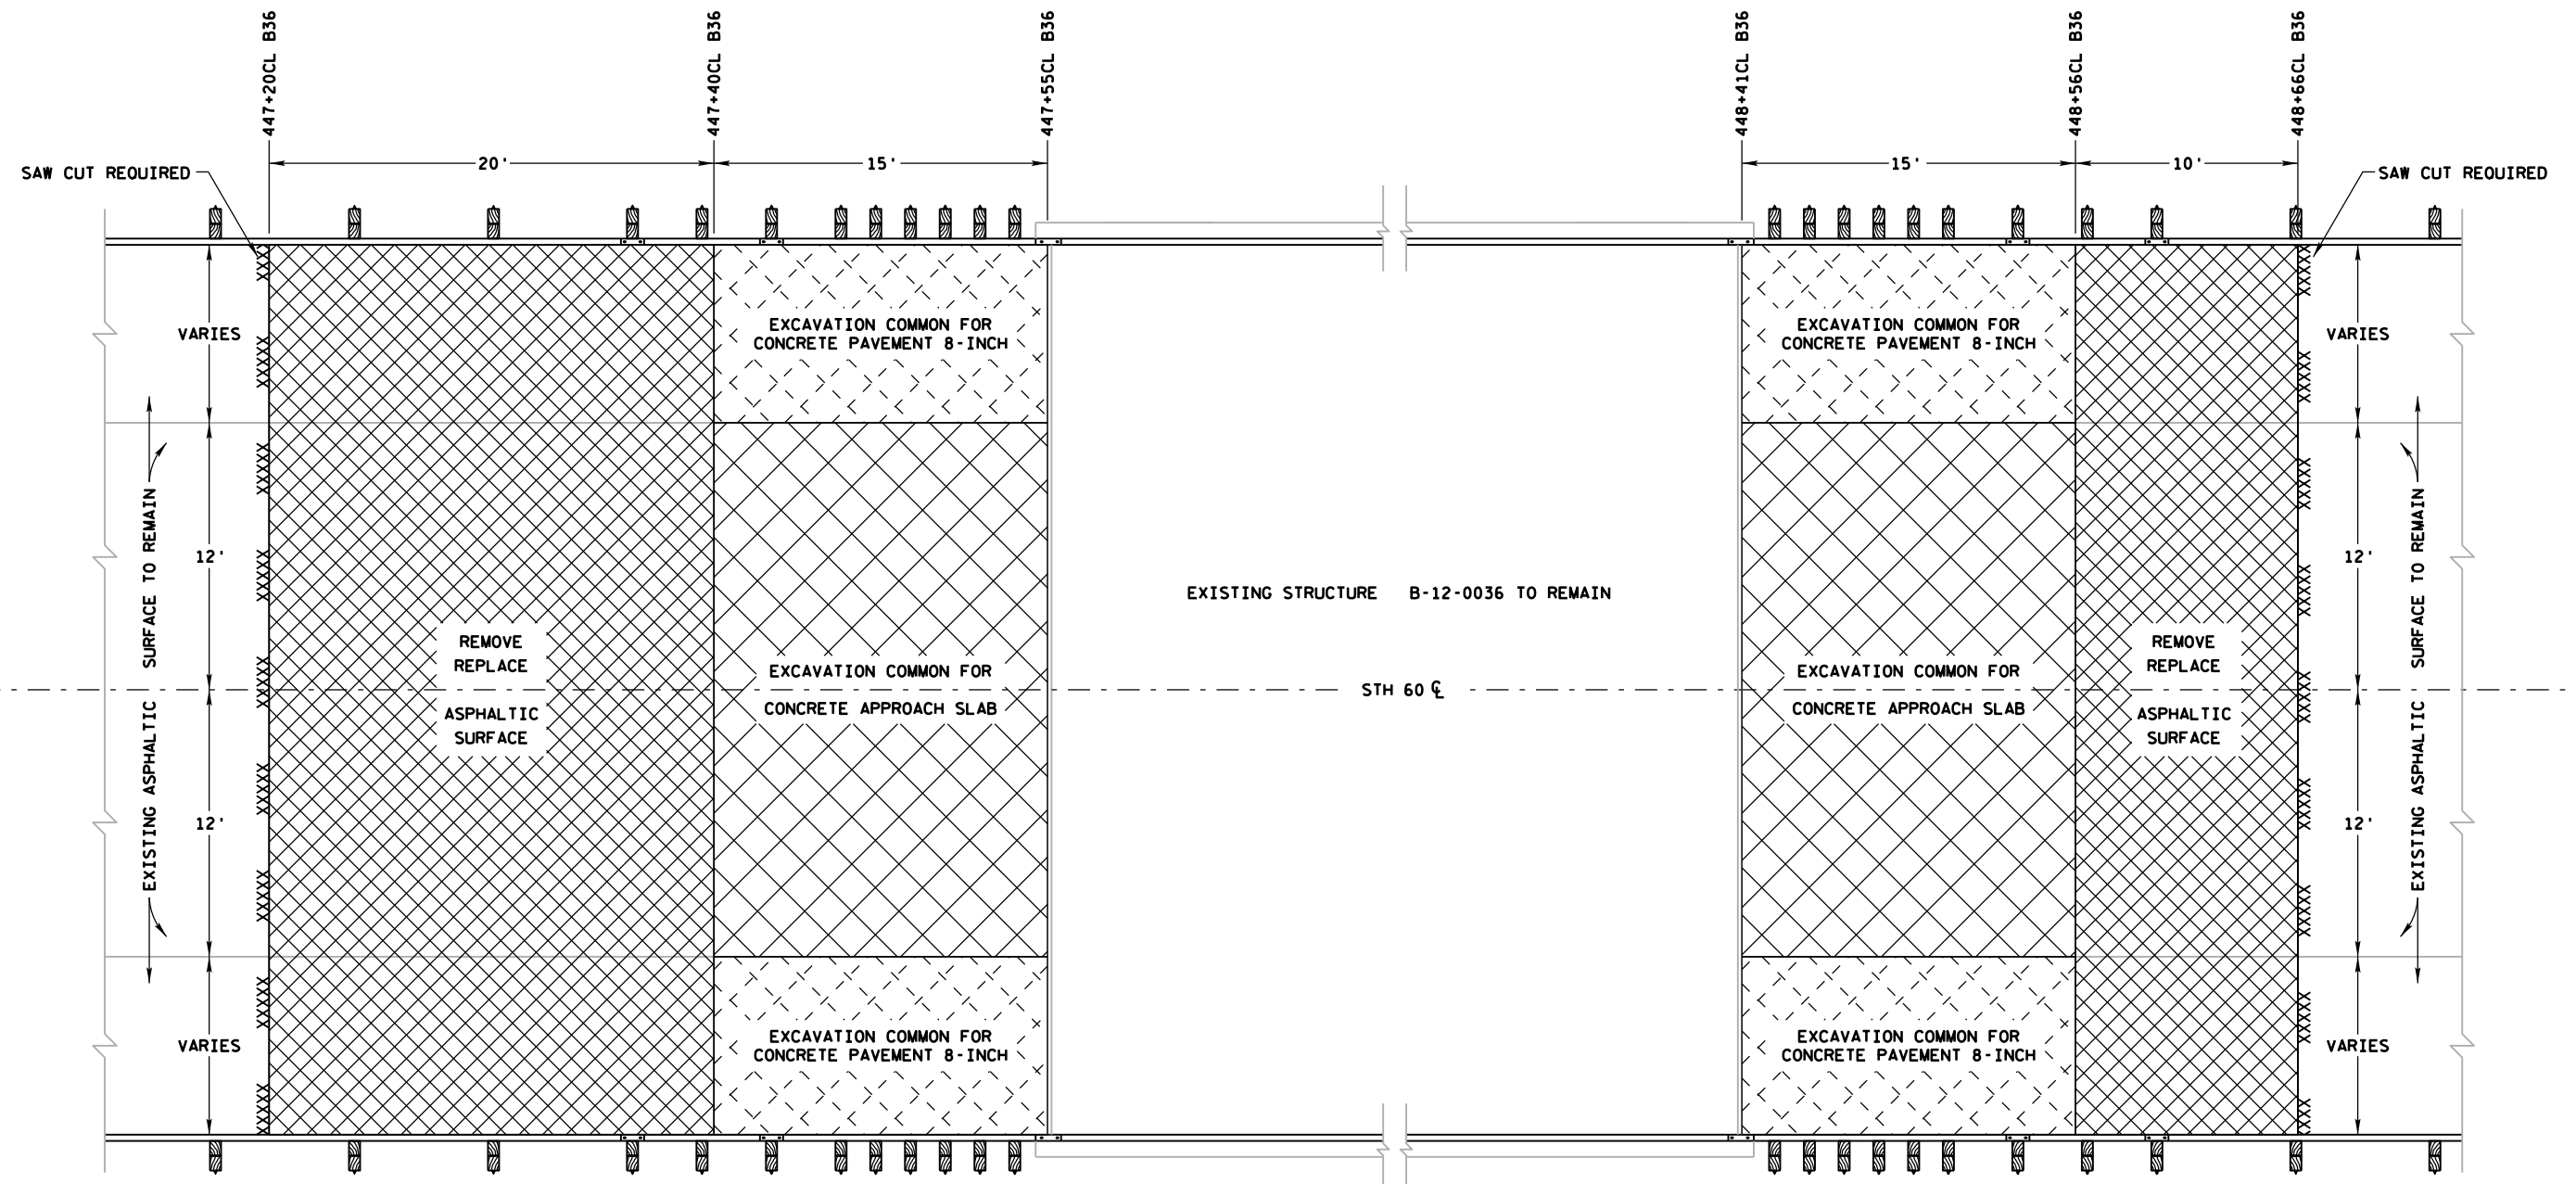 447+20CL B36
447+40CL B36
447+55CL B36
448+41CL B36
448+56CL B36
448+66CL B36
20'
15'
15'
10'
SAW CUT REQUIRED
SAW CUT REQUIRED
VARIES
EXCAVATION COMMON FOR
CONCRETE PAVEMENT 8-INCH
EXCAVATION COMMON FOR
CONCRETE PAVEMENT 8-INCH
VARIES
EXISTING ASPHALTIC SURFACE TO REMAIN
12'
12'
REMOVE
REPLACE
ASPHALTIC
SURFACE
EXCAVATION COMMON FOR
CONCRETE APPROACH SLAB
EXISTING STRUCTURE B-12-0036 TO REMAIN
STH 60 ℄
EXCAVATION COMMON FOR
CONCRETE APPROACH SLAB
REMOVE
REPLACE
ASPHALTIC
SURFACE
12'
12'
EXISTING ASPHALTIC SURFACE TO REMAIN
VARIES
EXCAVATION COMMON FOR
CONCRETE PAVEMENT 8-INCH
EXCAVATION COMMON FOR
CONCRETE PAVEMENT 8-INCH
VARIES